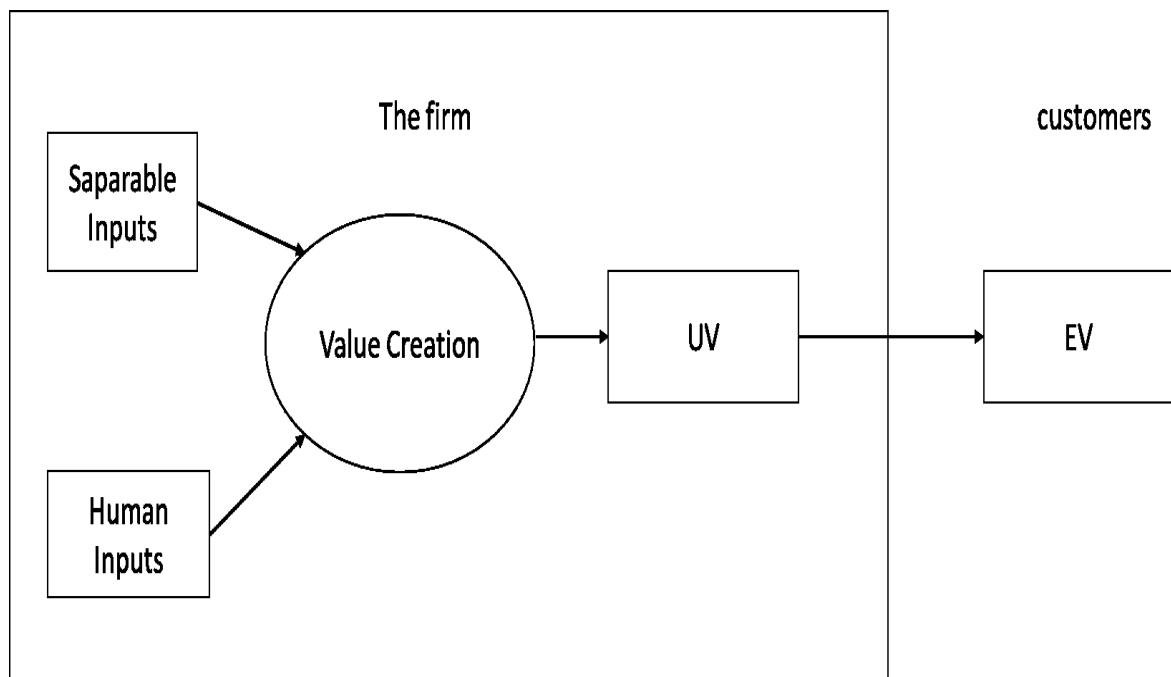 The firm
customers
Saparable
Inputs
Value Creation
UV
EV
Human
Inputs